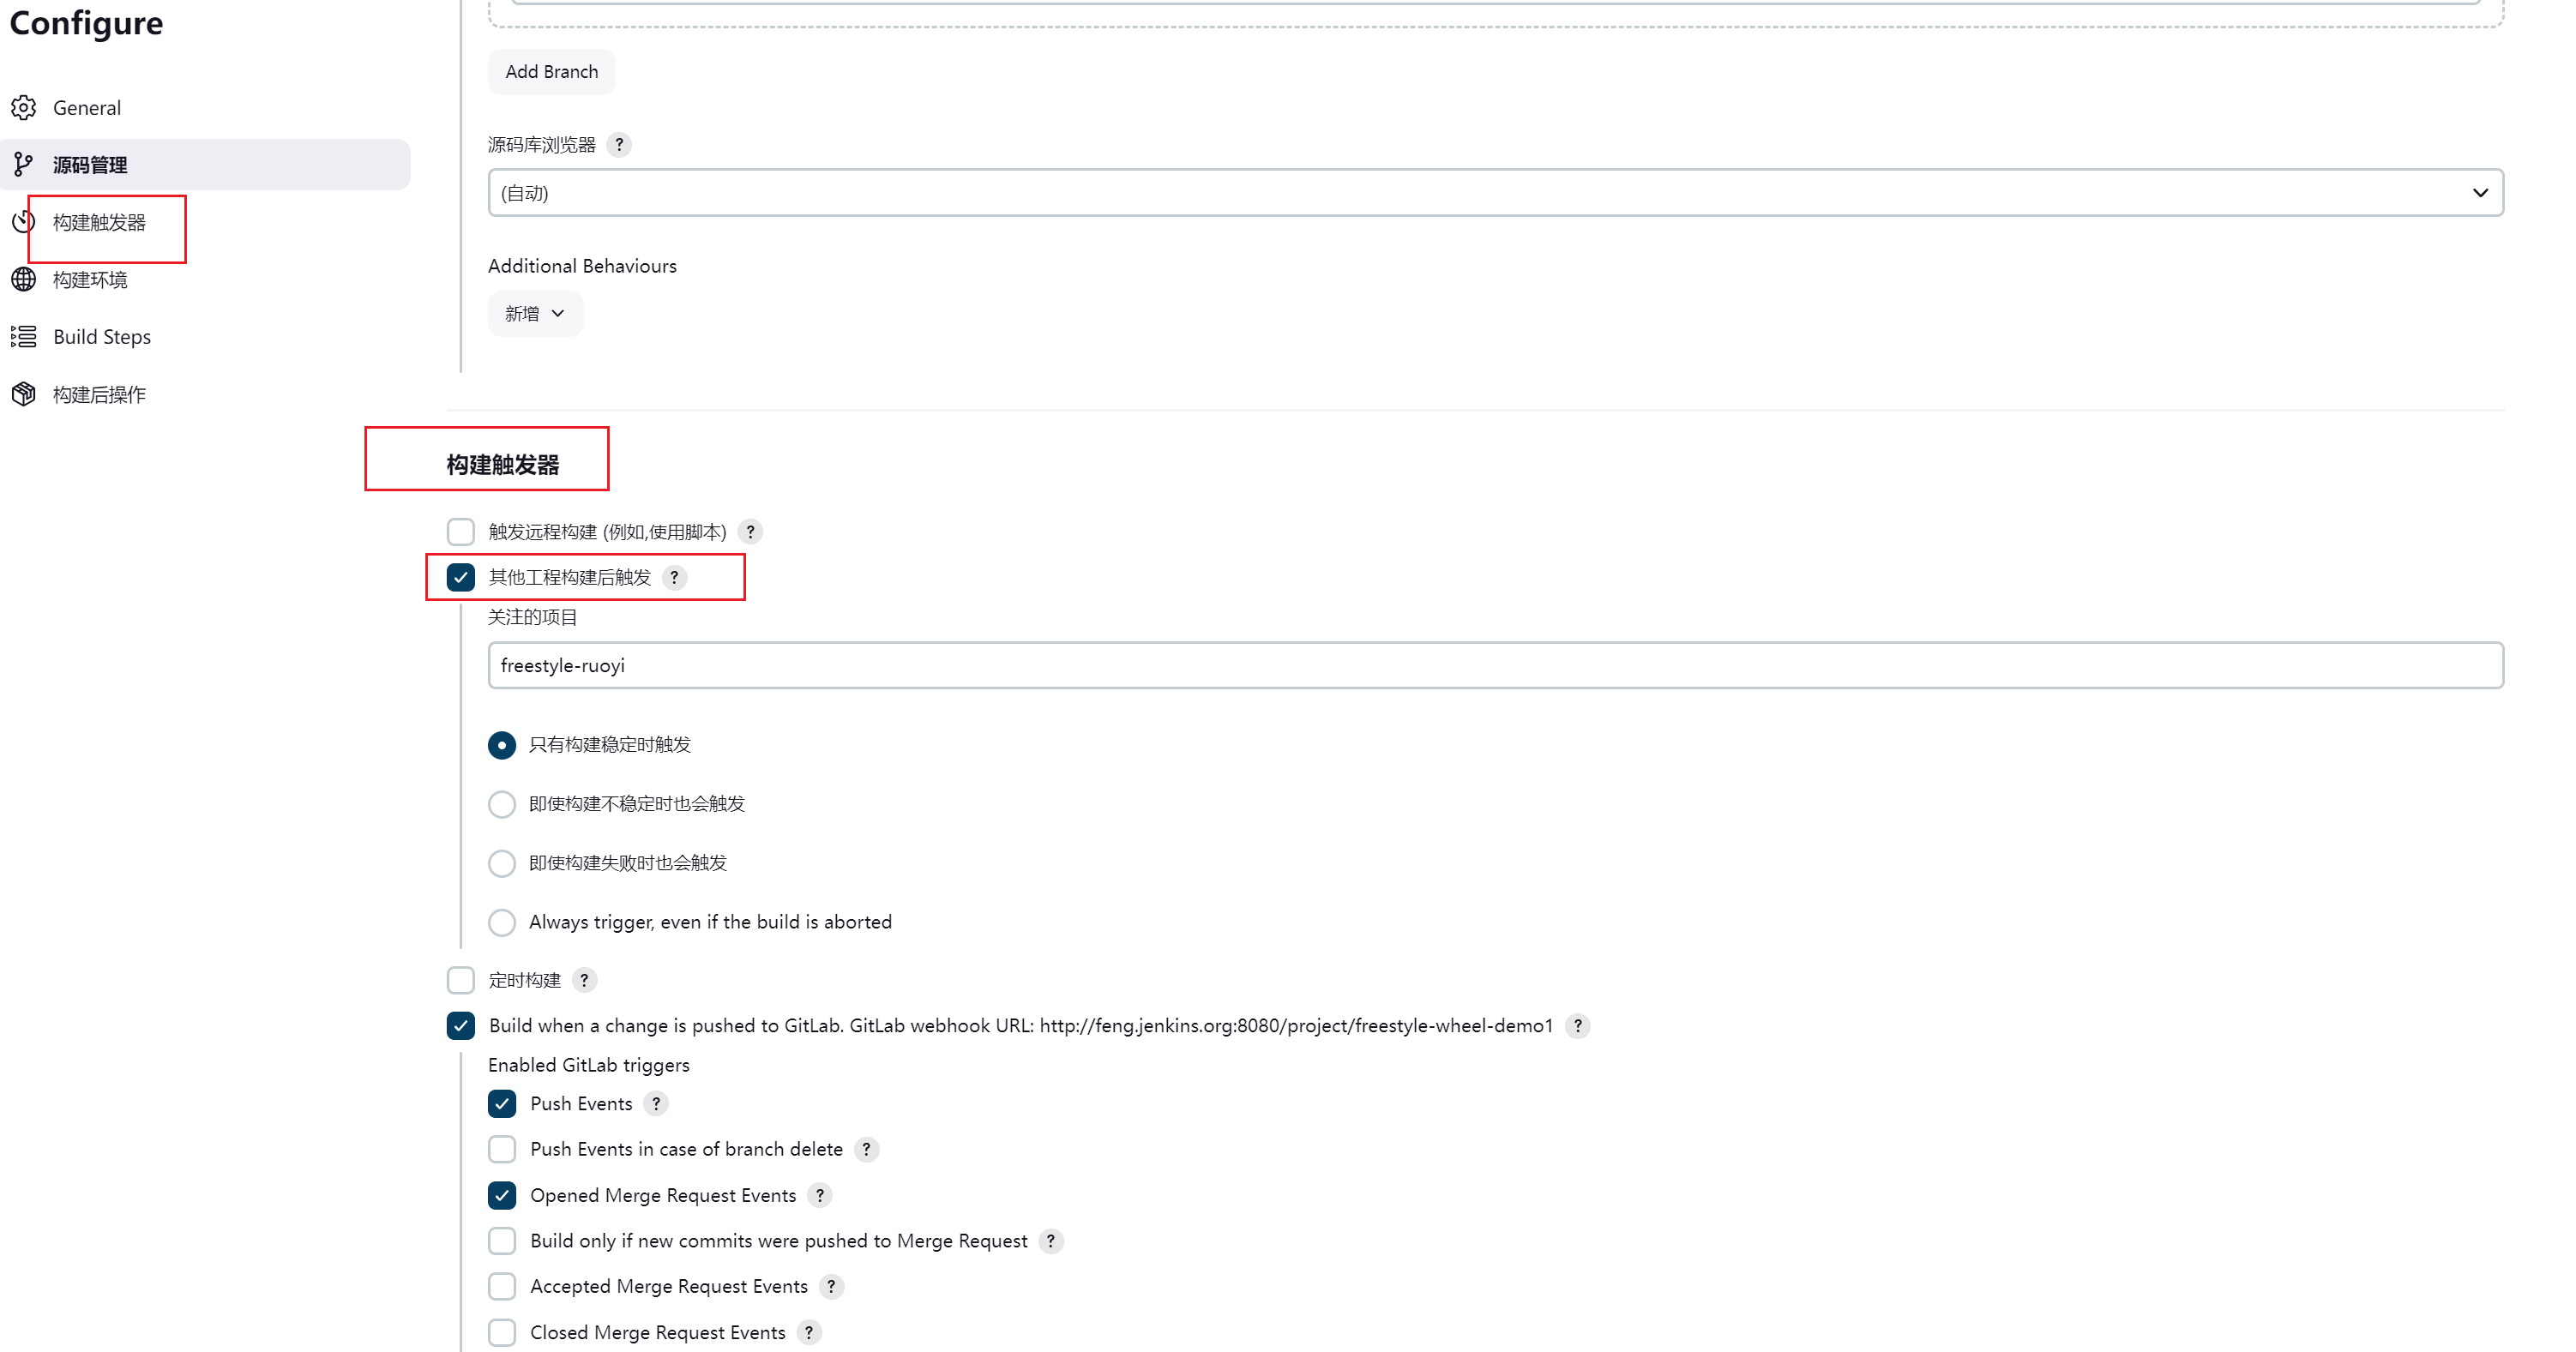 Configure
General
源码管理
构建触发器
构建环境
Build Steps
构建后操作
Add Branch
源码库浏览器 ?
(自动)
Additional Behaviours
新增
构建触发器
触发远程构建 (例如,使用脚本) ?
其他工程构建后触发 ?
关注的项目
freestyle-ruoyi
只有构建稳定时触发
即使构建不稳定时也会触发
即使构建失败时也会触发
Always trigger, even if the build is aborted
定时构建 ?
Build when a change is pushed to GitLab. GitLab webhook URL: http://feng.jenkins.org:8080/project/freestyle-wheel-demo1 ?
Enabled GitLab triggers
Push Events ?
Push Events in case of branch delete ?
Opened Merge Request Events ?
Build only if new commits were pushed to Merge Request ?
Accepted Merge Request Events ?
Closed Merge Request Events ?